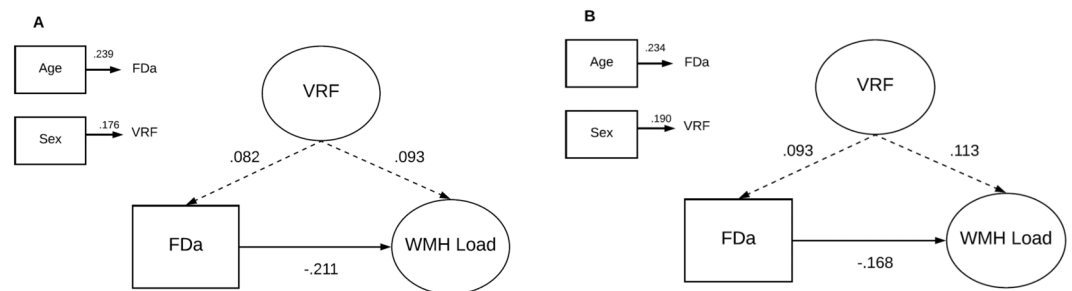 A
Age
.239
FDa
Sex
.176
VRF
VRF
.082
.093
FDa
-.211
WMH Load
B
Age
.234
FDa
Sex
.190
VRF
VRF
.093
.113
FDa
-.168
WMH Load